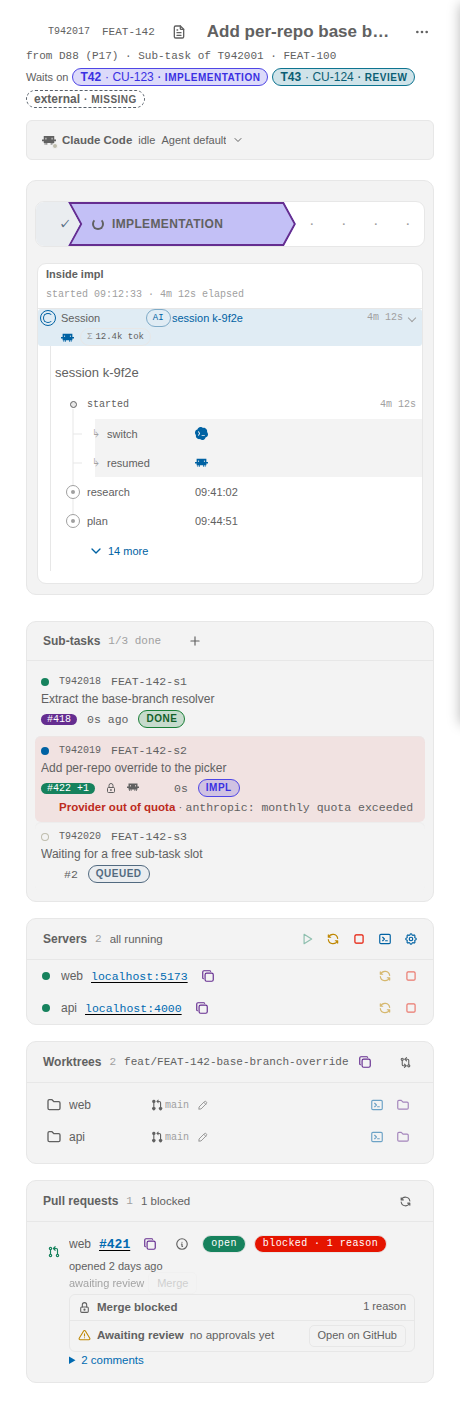 T942017 FEAT-142 Add per-repo base b…
from D88 (P17) · Sub-task of T942001 · FEAT-100
Waits on T42 · CU-123 · IMPLEMENTATION T43 · CU-124 · REVIEW
external · MISSING
Claude Code idle Agent default
✓ IMPLEMENTATION
Inside impl
started 09:12:33 · 4m 12s elapsed
Session AI session k-9f2e 4m 12s
Σ 12.4k tok
session k-9f2e
started 4m 12s
↳ switch
↳ resumed
research 09:41:02
plan 09:44:51
14 more
Sub-tasks 1/3 done
T942018 FEAT-142-s1
Extract the base-branch resolver
#418 0s ago DONE
T942019 FEAT-142-s2
Add per-repo override to the picker
#422 +1 0s IMPL
Provider out of quota · anthropic: monthly quota exceeded
T942020 FEAT-142-s3
Waiting for a free sub-task slot
#2 QUEUED
Servers 2 all running
web localhost:5173
api localhost:4000
Worktrees 2 feat/FEAT-142-base-branch-override
web main
api main
Pull requests 1 1 blocked
web #421 open blocked · 1 reason
opened 2 days ago
awaiting review Merge
Merge blocked 1 reason
Awaiting review no approvals yet Open on GitHub
2 comments